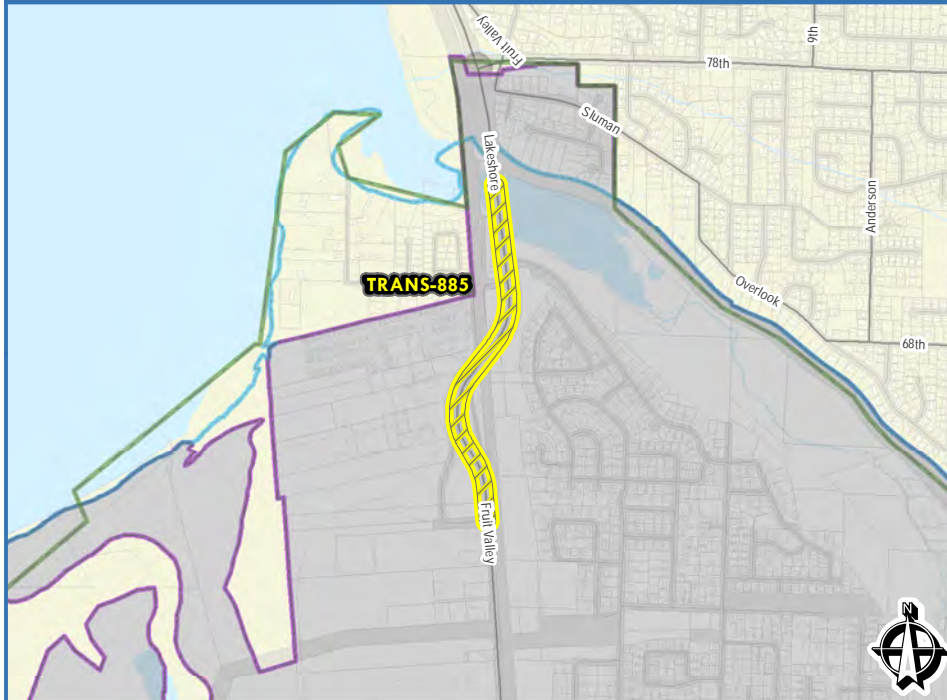 Fruit Valley
9th
78th
Sluman
Lakeshore
Anderson
TRANS-885
Overlook
68th
Fruit Valley
N